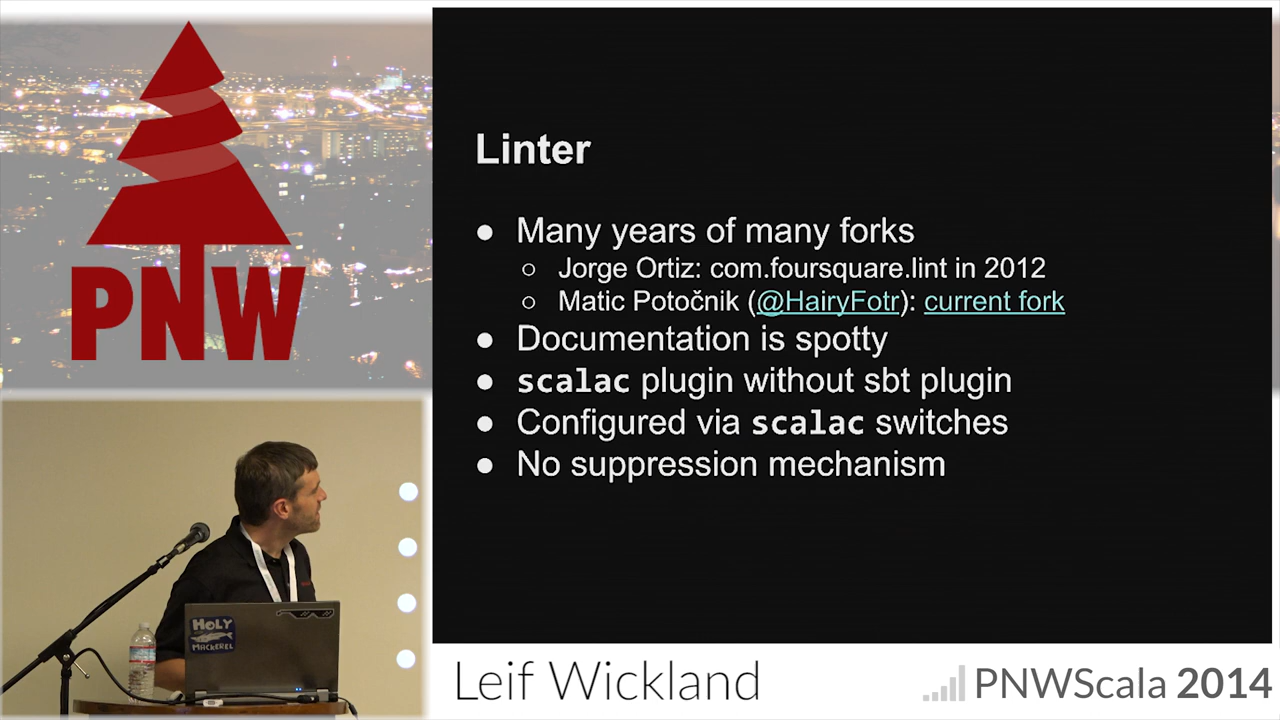 PNW
Linter
● Many years of many forks
○ Jorge Ortiz: com.foursquare.lint in 2012
○ Matic Potočnik (@HairyFotr): current fork
● Documentation is spotty
● scalac plugin without sbt plugin
● Configured via scalac switches
● No suppression mechanism
HOLY
MACKEREL
Leif Wickland
PNWScala 2014